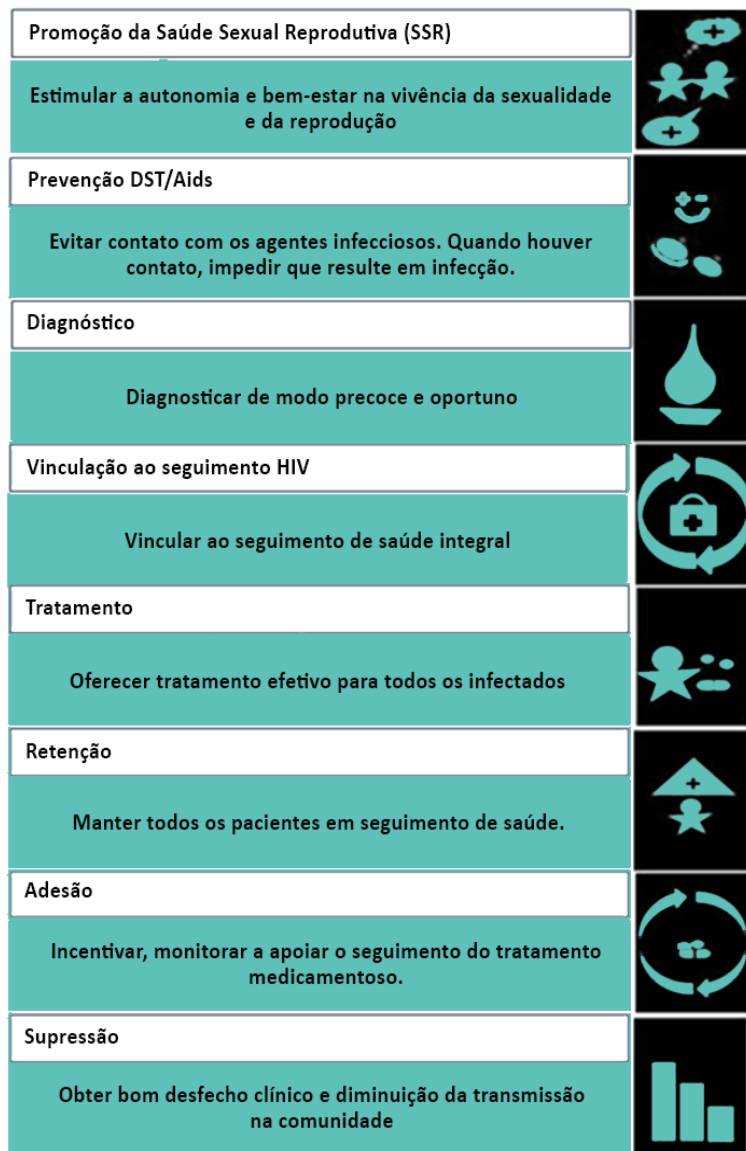 Promoção da Saúde Sexual Reprodutiva (SSR)
Estimular a autonomia e bem-estar na vivência da sexualidade
e da reprodução
Prevenção DST/Aids
Evitar contato com os agentes infecciosos. Quando houver
contato, impedir que resulte em infecção.
Diagnóstico
Diagnosticar de modo precoce e oportuno
Vinculação ao seguimento HIV
Vincular ao seguimento de saúde integral
Tratamento
Oferecer tratamento efetivo para todos os infectados
Retenção
Manter todos os pacientes em seguimento de saúde.
Adesão
Incentivar, monitorar a apoiar o seguimento do tratamento
medicamentoso.
Supressão
Obter bom desfecho clínico e diminuição da transmissão
na comunidade